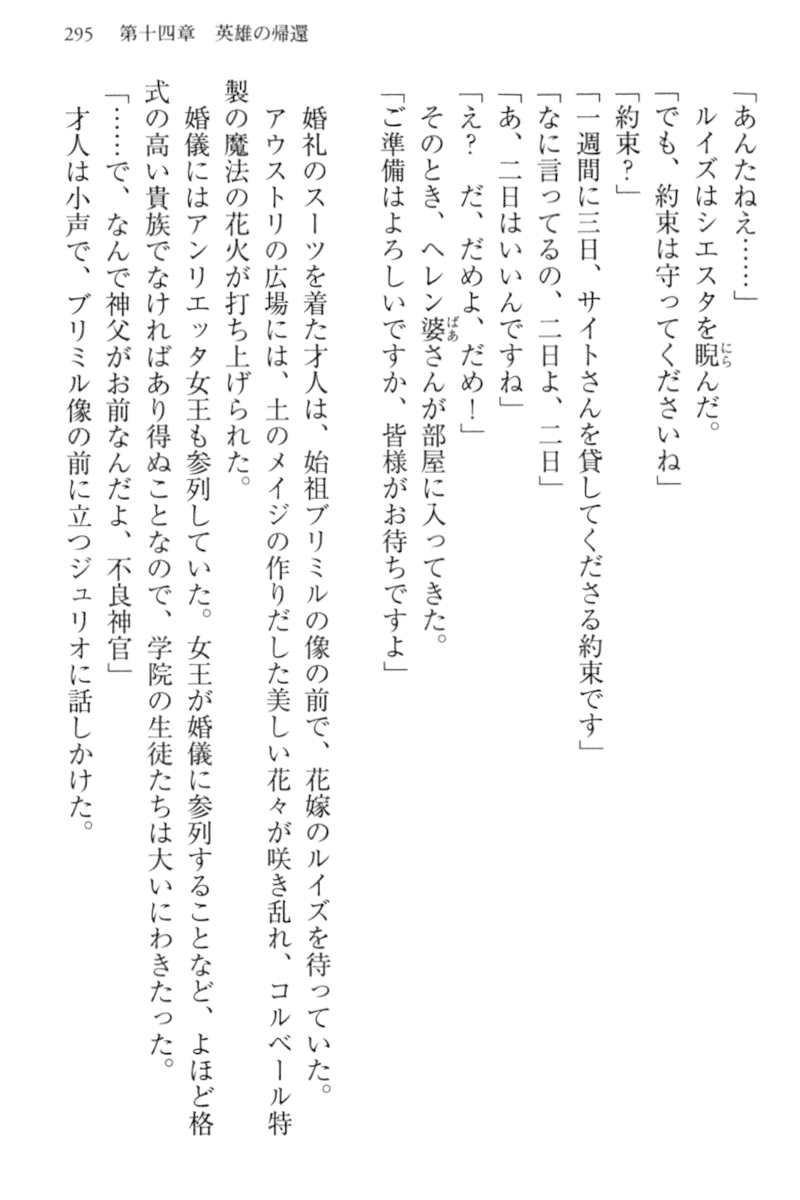 295　第十四章　英雄の帰還
「あんたねえ……」
　ルイズはシエスタを睨んだ。
「でも、約束は守ってくださいね」
「約束？」
「一週間に三日、サイトさんを貸してくださる約束です」
「なに言ってるの、二日よ、二日」
「あ、二日はいいんですね」
「え？　だ、だめよ、だめ！」
　そのとき、ヘレン婆さんが部屋に入ってきた。
「ご準備はよろしいですか、皆様がお待ちですよ」
　婚礼のスーツを着た才人は、始祖ブリミルの像の前で、花嫁のルイズを待っていた。
　アウストリの広場には、土のメイジの作りだした美しい花々が咲き乱れ、コルベール特
製の魔法の花火が打ち上げられた。
　婚儀にはアンリエッタ女王も参列していた。女王が婚儀に参列することなど、よほど格
式の高い貴族でなければあり得ぬことなので、学院の生徒たちは大いにわきたった。
「……で、なんで神父がお前なんだよ、不良神官」
　才人は小声で、ブリミル像の前に立つジュリオに話しかけた。